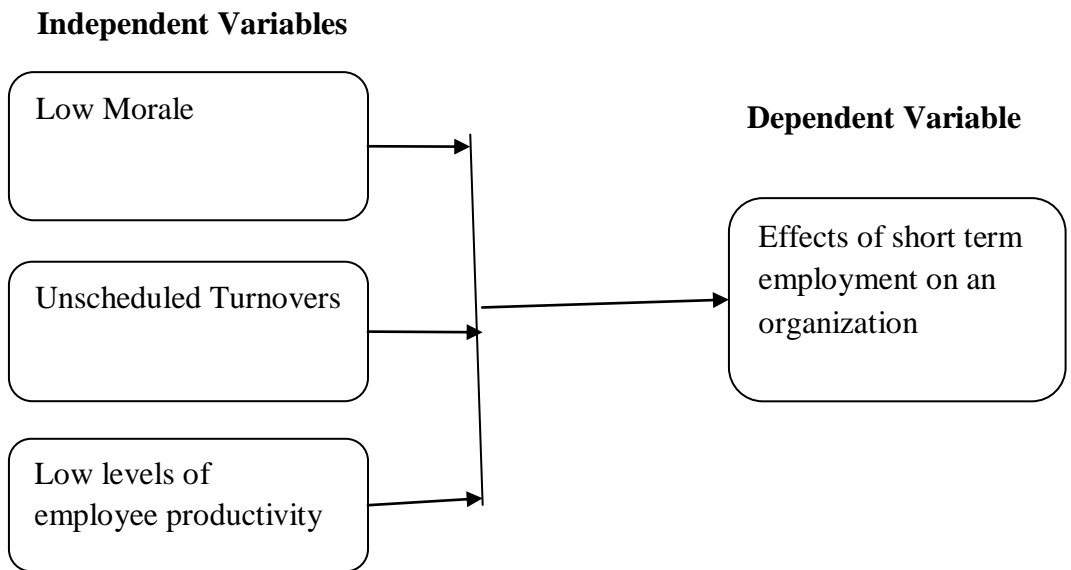 Independent Variables
Low Morale
Unscheduled Turnovers
Low levels of
employee productivity
Dependent Variable
Effects of short term
employment on an
organization